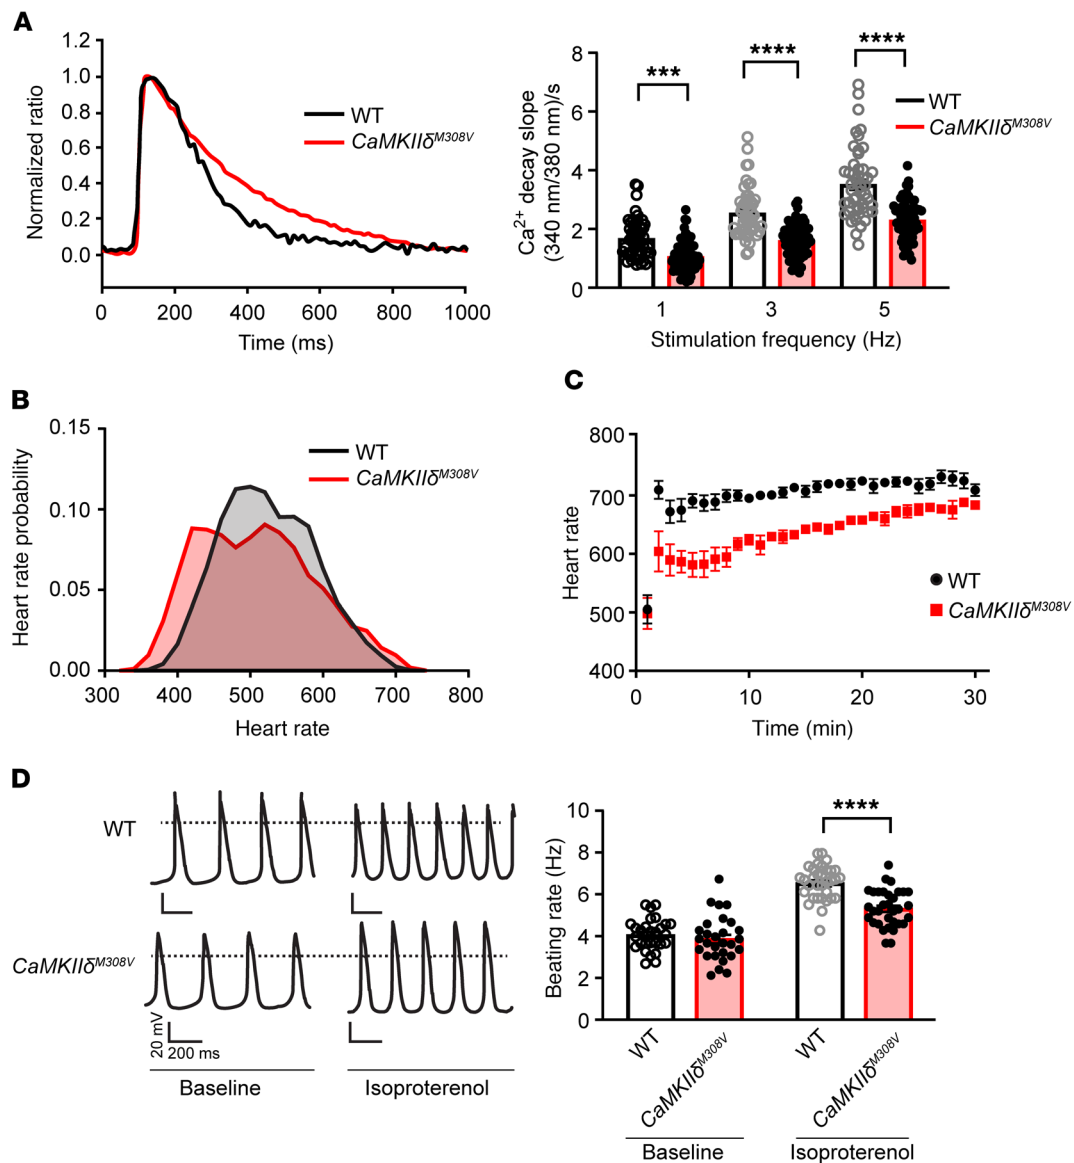 A
Normalized ratio
1.2
1.0
0.8
0.6
0.4
0.2
0.0
0 200 400 600 800 1000
Time (ms)
WT
CaMKIIδM308V
Ca2+ decay slope
(340 nm/380 nm)/s
8
6
4
2
0
*** **** ****
WT
CaMKIIδM308V
1 3 5
Stimulation frequency (Hz)
B
Heart rate probability
0.15
0.10
0.05
0.00
300 400 500 600 700 800
Heart rate
WT
CaMKIIδM308V
C
Heart rate
800
700
600
500
400
0 10 20 30
Time (min)
WT
CaMKIIδM308V
D
WT
CaMKIIδM308V
20 mV
200 ms
Baseline Isoproterenol
Beating rate (Hz)
10
8
6
4
2
0
****
WT CaMKIIδM308V WT CaMKIIδM308V
Baseline Isoproterenol